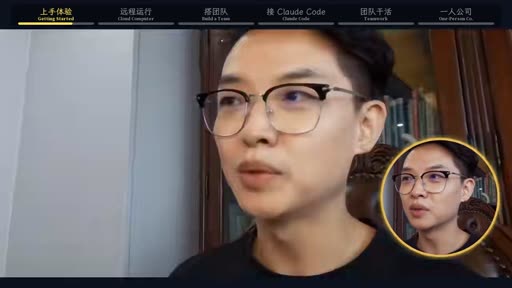 上手体验
Getting Started
远程运行
Cloud Computer
搭团队
Build a Team
接 Claude Code
Claude Code
团队干活
Teamwork
一人公司
One-Person Co.